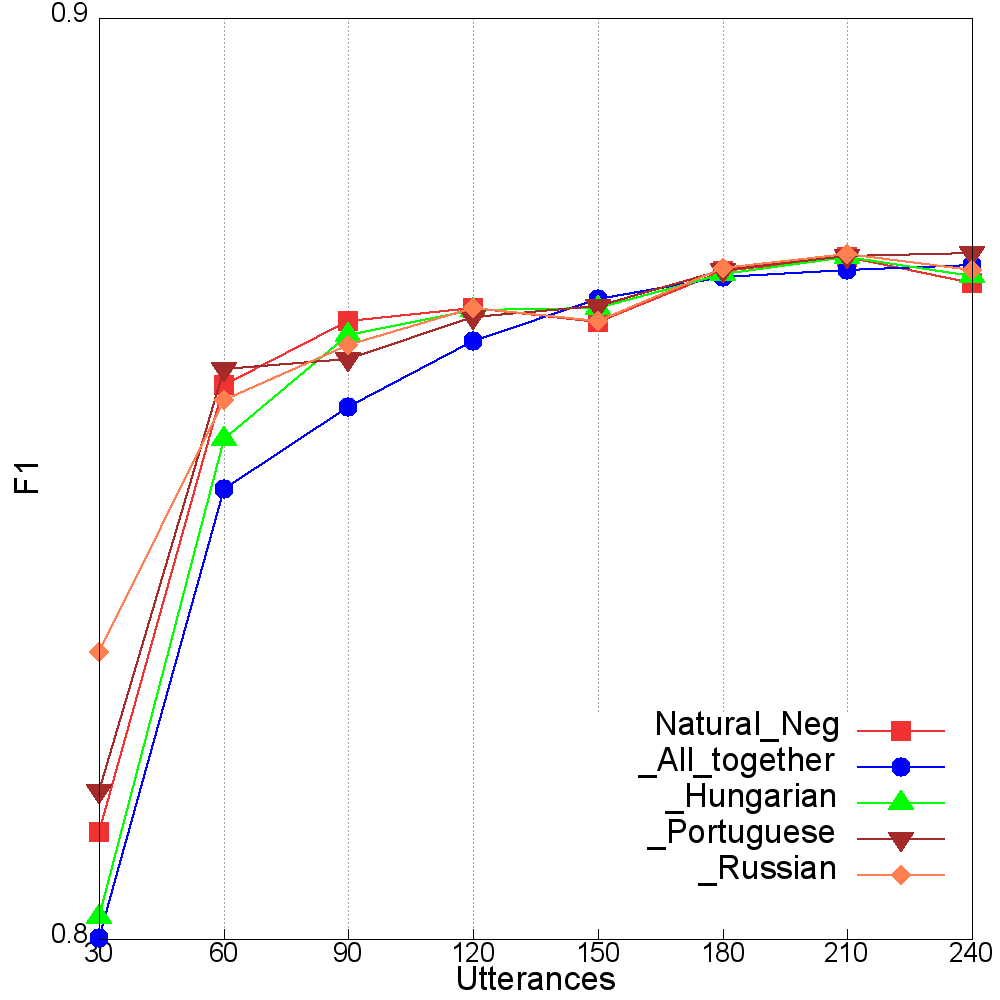 0.9
F1
Natural_Neg
_All_together
_Hungarian
_Portuguese
_Russian
0.8
30 60 90 120 150 180 210 240
Utterances